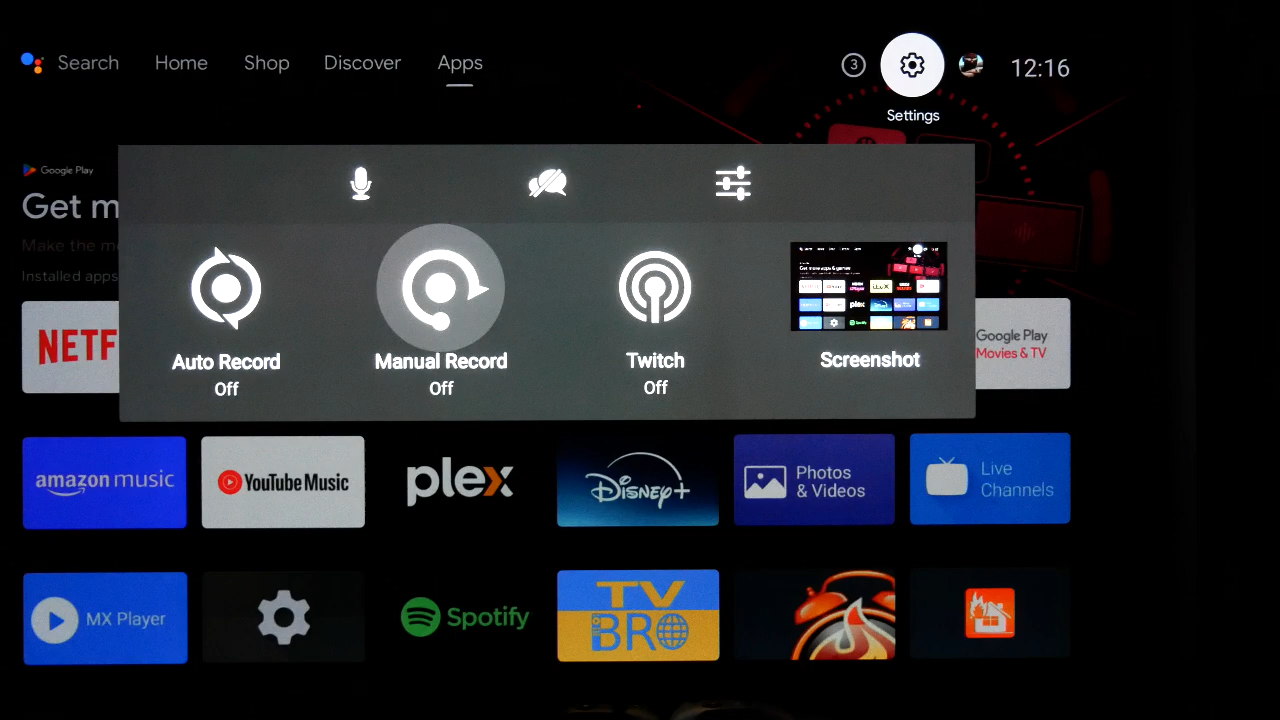 Search Home Shop Discover Apps
3
12:16
Settings
Google Play
Get m
Make the m
Installed apps
Auto Record
Off
Manual Record
Off
Twitch
Off
Screenshot
NETF
Google Play
Movies & TV
amazon music
YouTube Music
plex
Disney+
Photos
& Videos
Live
Channels
MX Player
Spotify
TV
BRO